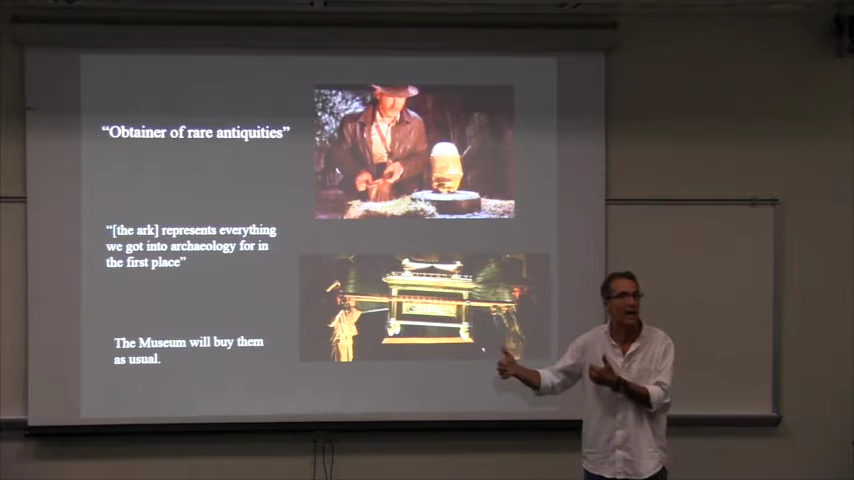 “Obtainer of rare antiquities”
“[the ark] represents everything
we got into archaeology for in
the first place”
The Museum will buy them
as usual.